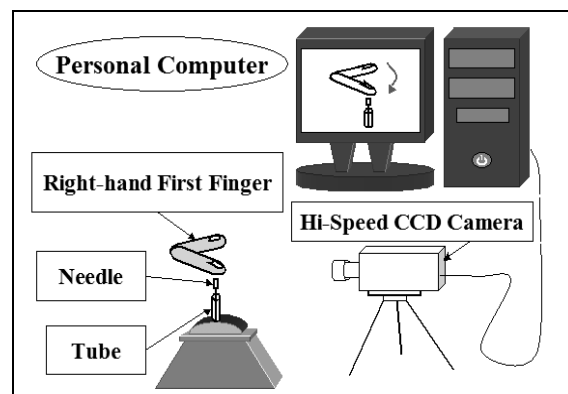 Personal Computer
Right-hand First Finger
Hi-Speed CCD Camera
Needle
Tube